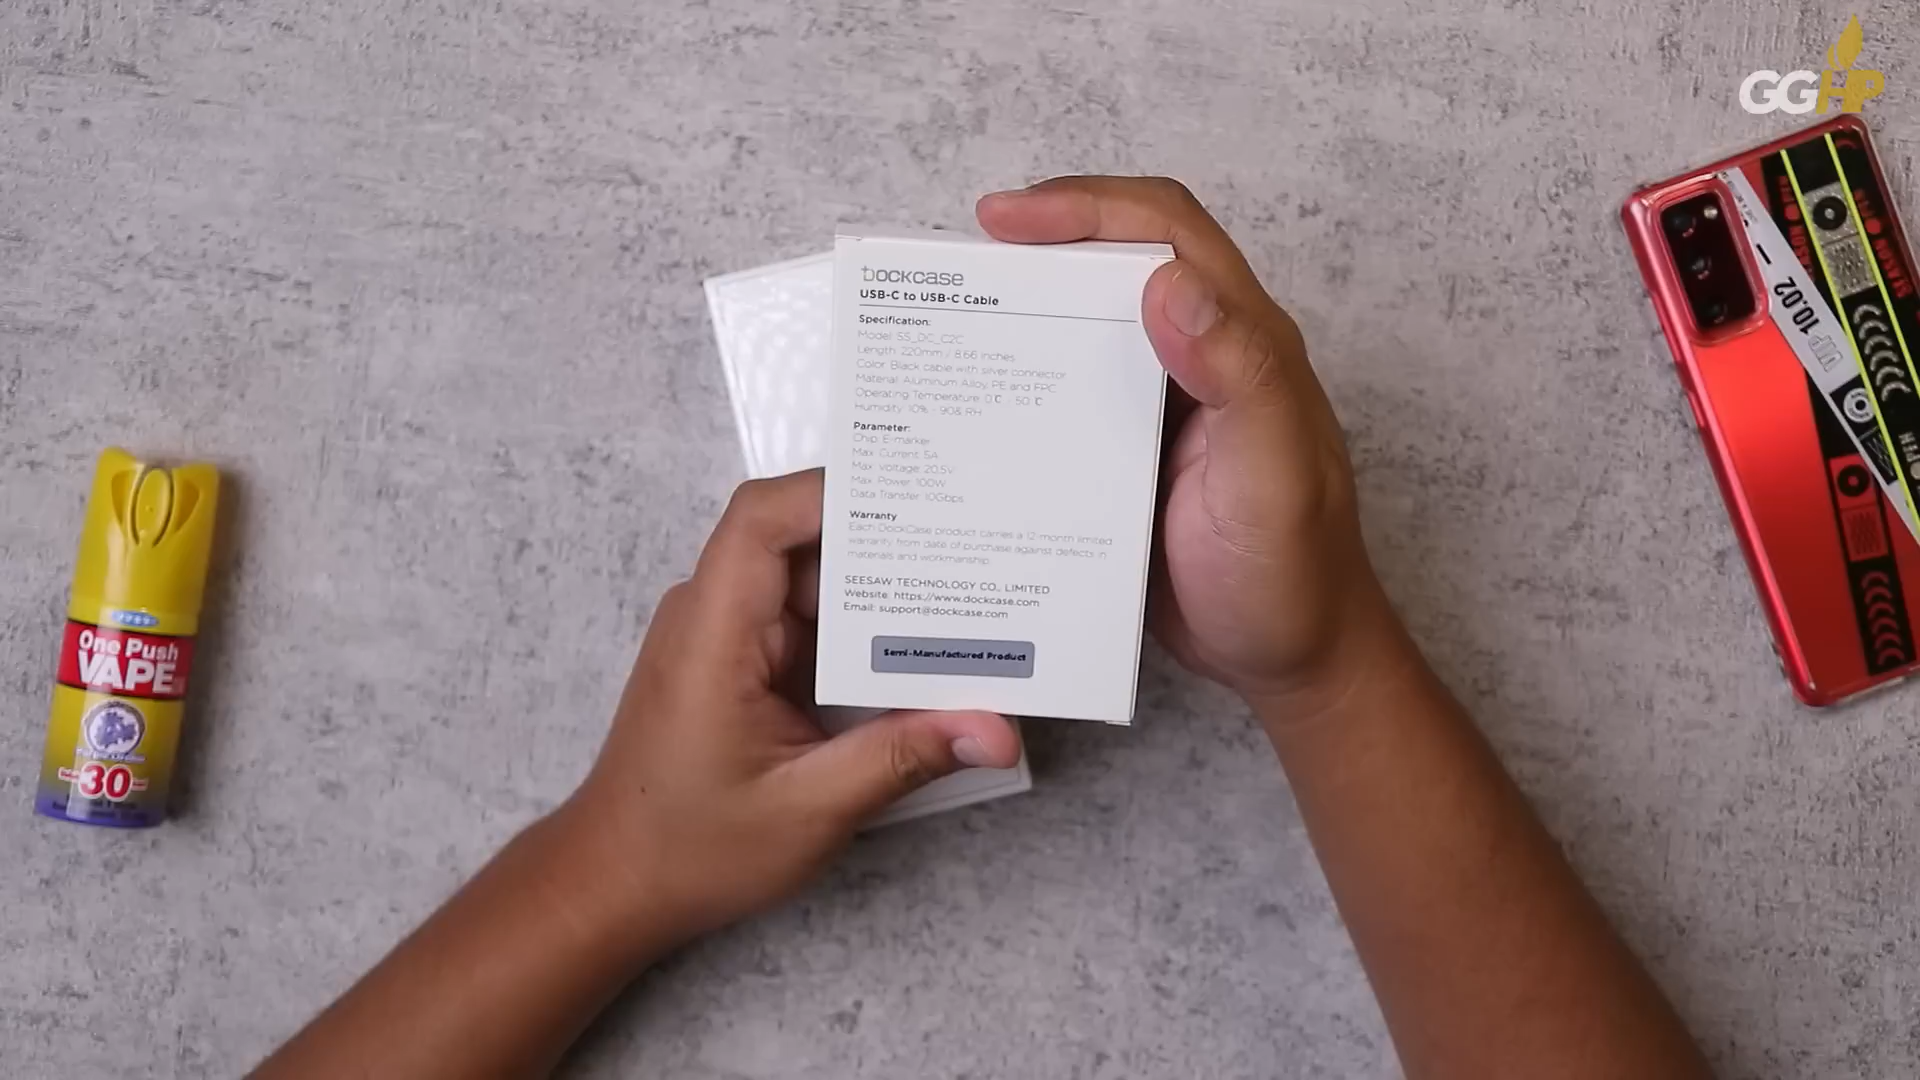 GGHP
DOCKCASE
USB-C to USB-C Cable
Specification:
Model: SS_DC_C2C
Length: 220mm / 8.66 inches
Color: Black cable with silver connector
Material: Aluminum Alloy, PE and FPC
Operating Temperature: 0℃ - 50℃
Humidity: 10% - 90& RH
Parameter:
Chip: E-marker
Max. Current: 5A
Max. Voltage: 20.5V
Max. Power: 100W
Data Transfer: 10Gbps
Warranty
Each DockCase product carries a 12-month limited
warranty from date of purchase against defects in
materials and workmanship.
SEESAW TECHNOLOGY CO., LIMITED
Website: https://www.dockcase.com
Email: support@dockcase.com
Semi-Manufactured Product
One Push
VAPE
30
UP 10.02